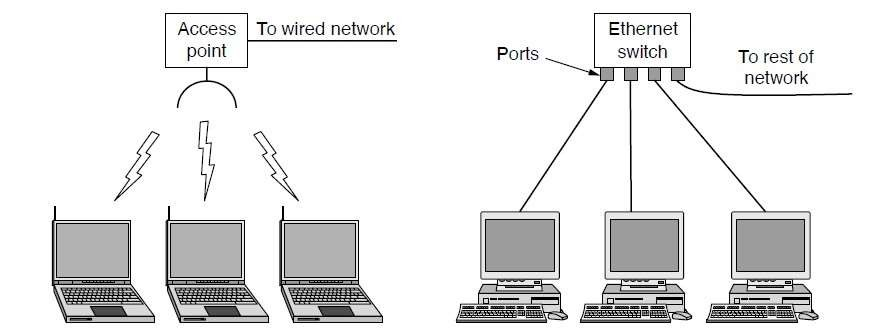 Access
point
To wired network
Ethernet
switch
Ports
To rest of
network